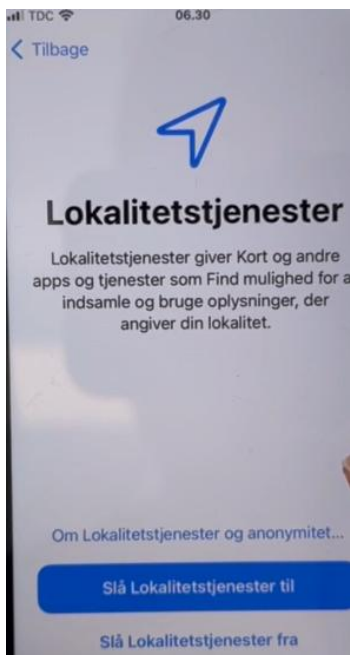 TDC 06.30
Tilbage
Lokalitetstjenester
Lokalitetstjenester giver Kort og andre
apps og tjenester som Find mulighed for a
indsamle og bruge oplysninger, der
angiver din lokalitet.
Om Lokalitetstjenester og anonymitet...
Slå Lokalitetstjenester til
Slå Lokalitetstjenester fra